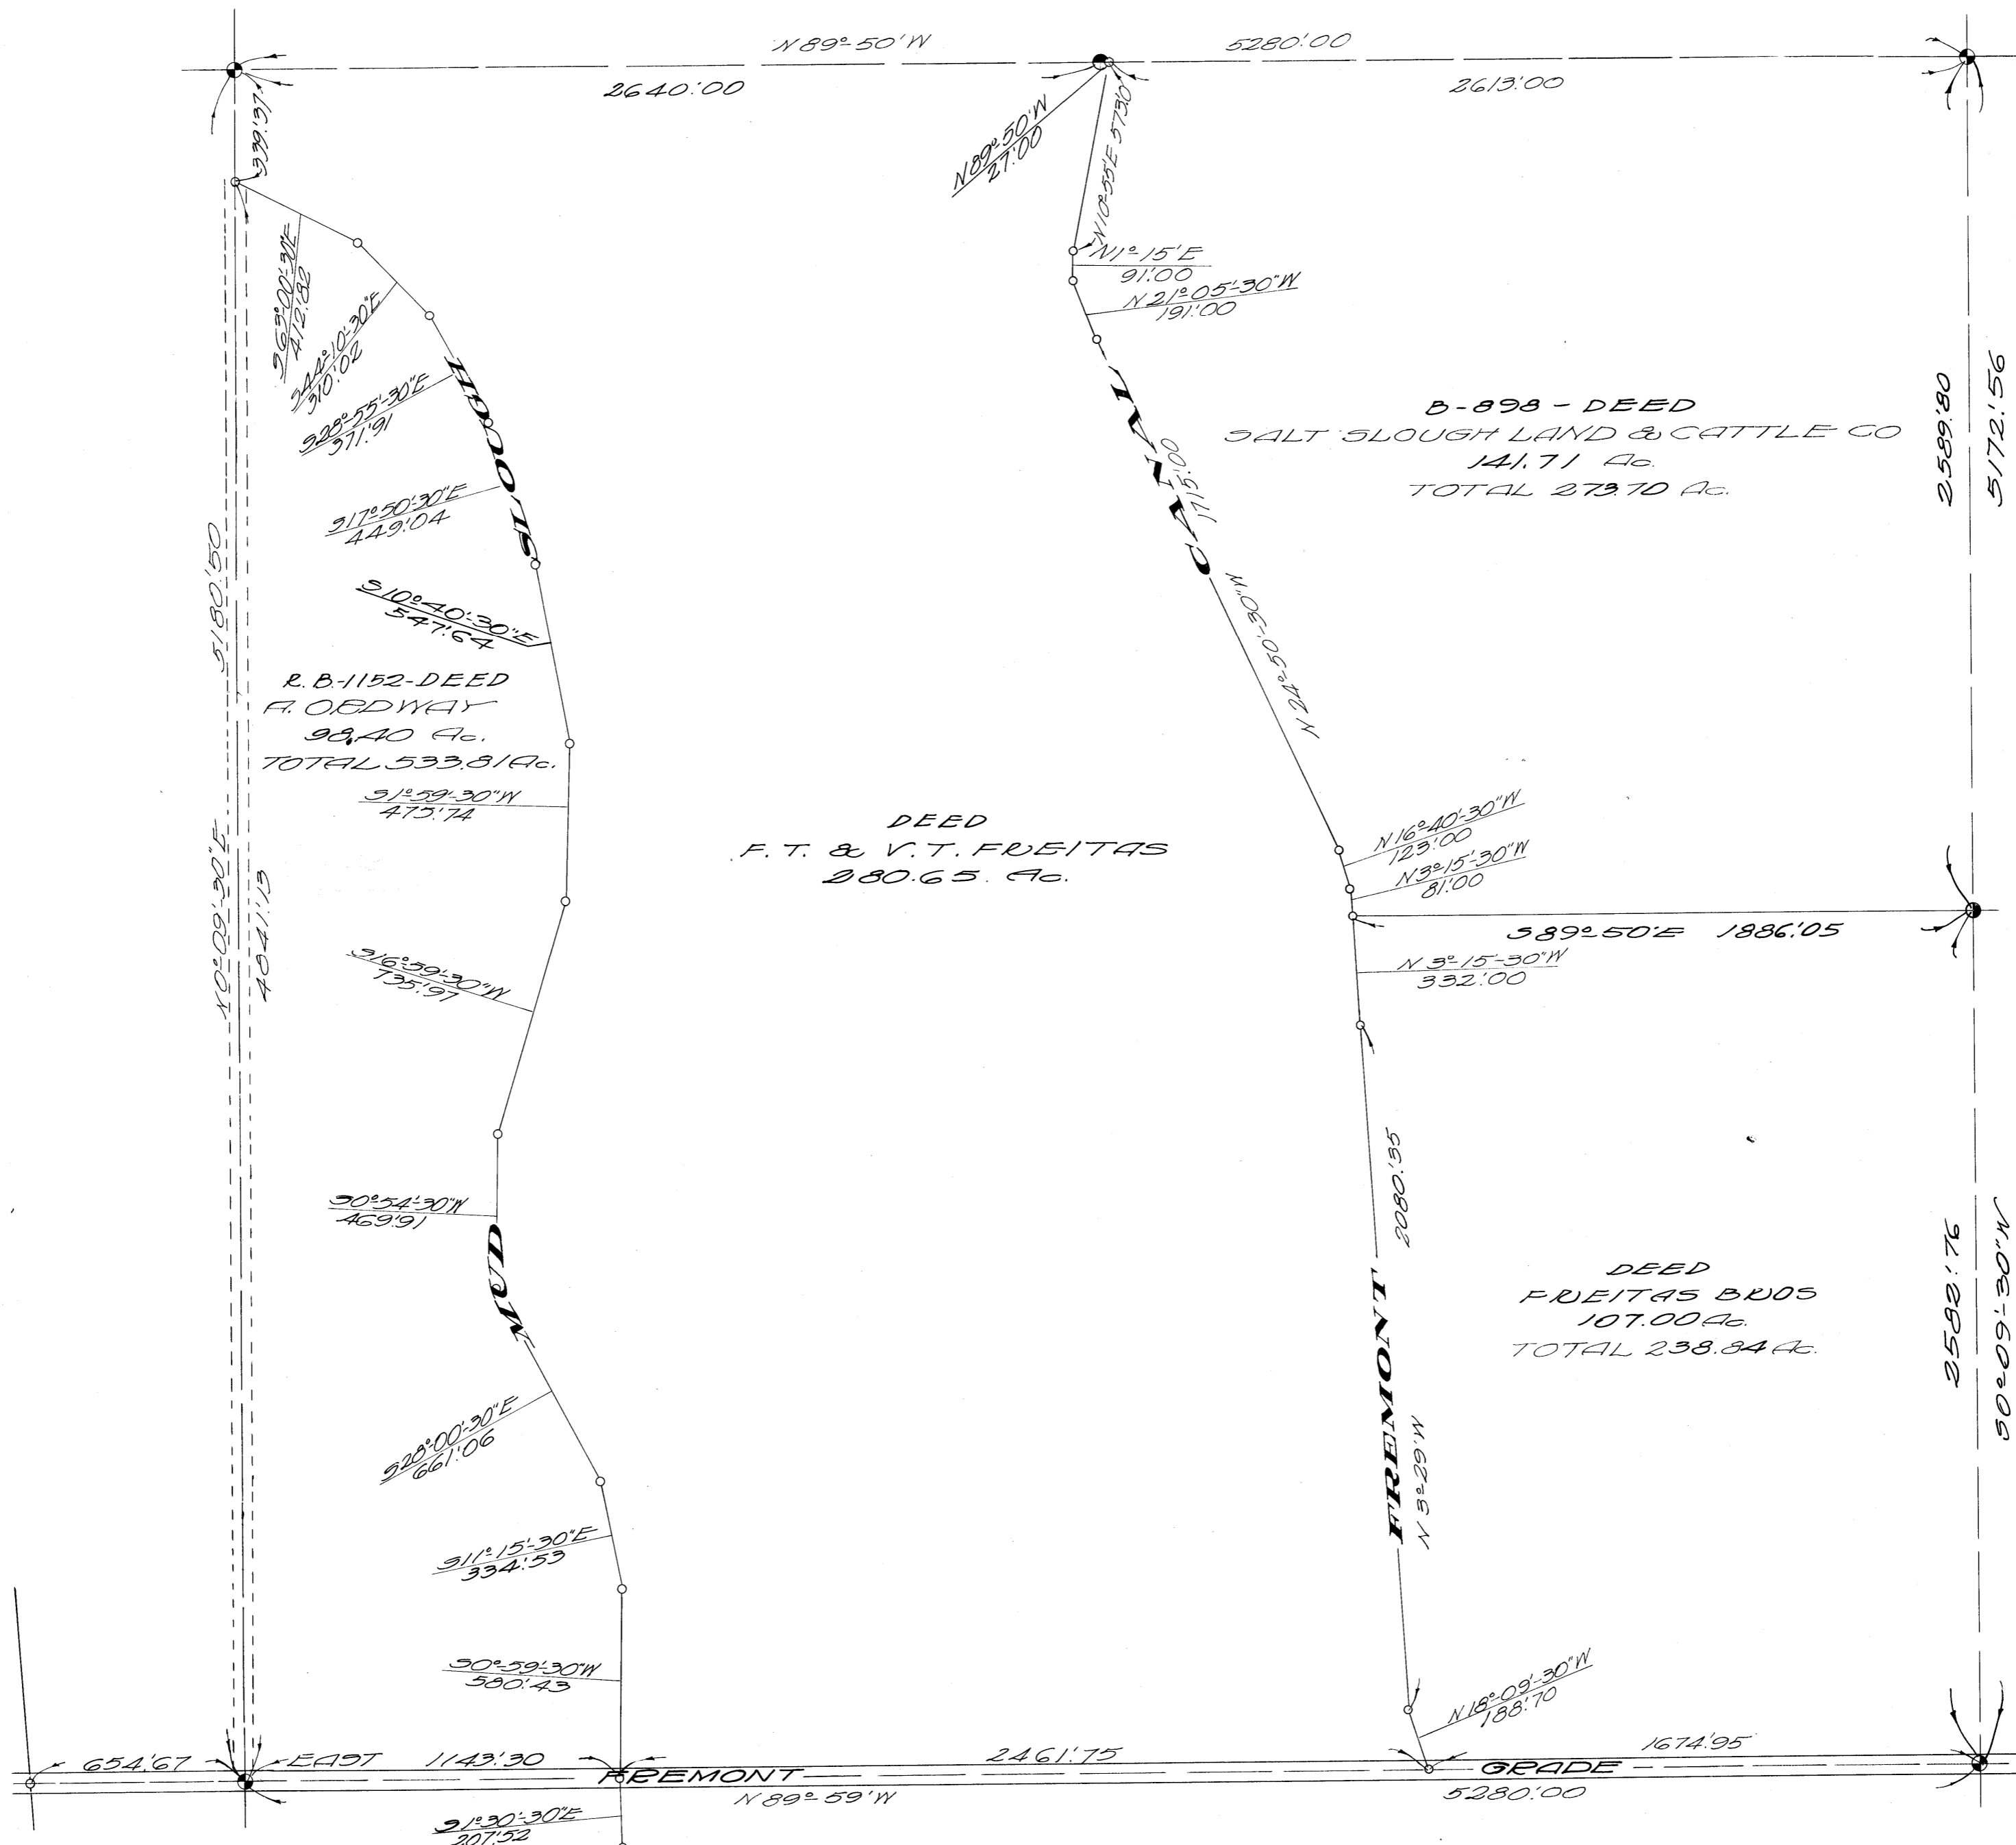 N 89°-50' W
5280'.00
2640'.00
2613'.00
339'.37
N 89°-50' W
27'.00
N 10°-55' E 573'.0
N 1°-15' E
91'.00
N 21°-05'-30" W
191'.00
S 63°-00'-30" E
412'.82
S 44°-10'-30" E
310'.02
S 28°-55'-30" E
371'.91
S 17°-50'-30" E
449'.04
S 10°-40'-30" E
547'.64
SLOUGH
CANAL
1715'.00
N 24°-50'-30" W
B-898 - DEED
SALT SLOUGH LAND & CATTLE CO
141.71 Ac.
TOTAL 273.70 Ac.
2589'.80
5172'.56
5180'.50
N 0°-09'-30" E
4841'.13
R. B-1152-DEED
A. ORDWAY
98.40 Ac.
TOTAL 533.81 Ac.
S 1°-59'-30" W
475'.74
DEED
F. T. & V. T. FREITAS
280.65. Ac.
N 16°-40'-30" W
123'.00
N 3°-15'-30" W
81'.00
S 89°-50' E 1886'.05
N 3°-15'-30" W
332'.00
S 16°-59'-30" W
735'.97
S 0°-54'-30" W
469'.91
MUD
2080'.35
FREMONT
N 3°-29' W
DEED
FREITAS BROS
107.00 Ac.
TOTAL 238.84 Ac.
2582'.76
S 0°-09'-30" W
S 28°-00'-30" E
661'.06
S 11°-15'-30" E
334'.53
S 0°-59'-30" W
580'.43
N 18°-09'-30" W
188'.70
654'.67
EAST 1143'.30
2461'.75
1674'.95
FREMONT GRADE
N 89°-59' W
5280'.00
S 1°-30'-30" E
207'.52